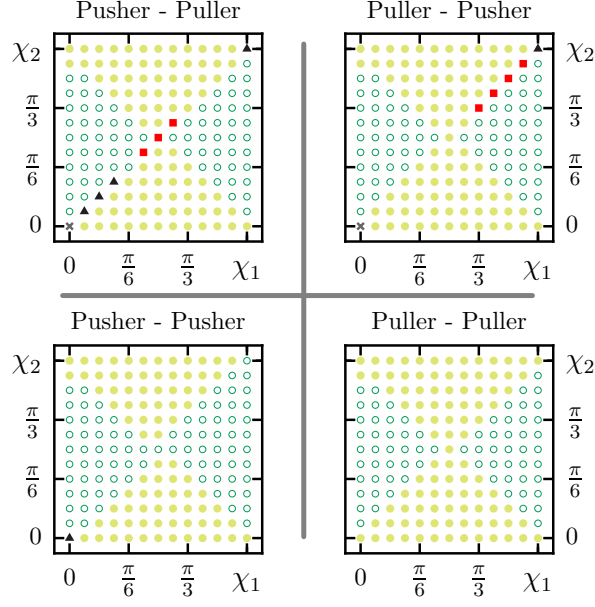 Pusher - Puller
Puller - Pusher
χ₂
π/3
π/6
0
0
π/6
π/3
χ₁
χ₂
π/3
π/6
0
0
π/6
π/3
χ₁
Pusher - Pusher
Puller - Puller
χ₂
π/3
π/6
0
0
π/6
π/3
χ₁
χ₂
π/3
π/6
0
0
π/6
π/3
χ₁